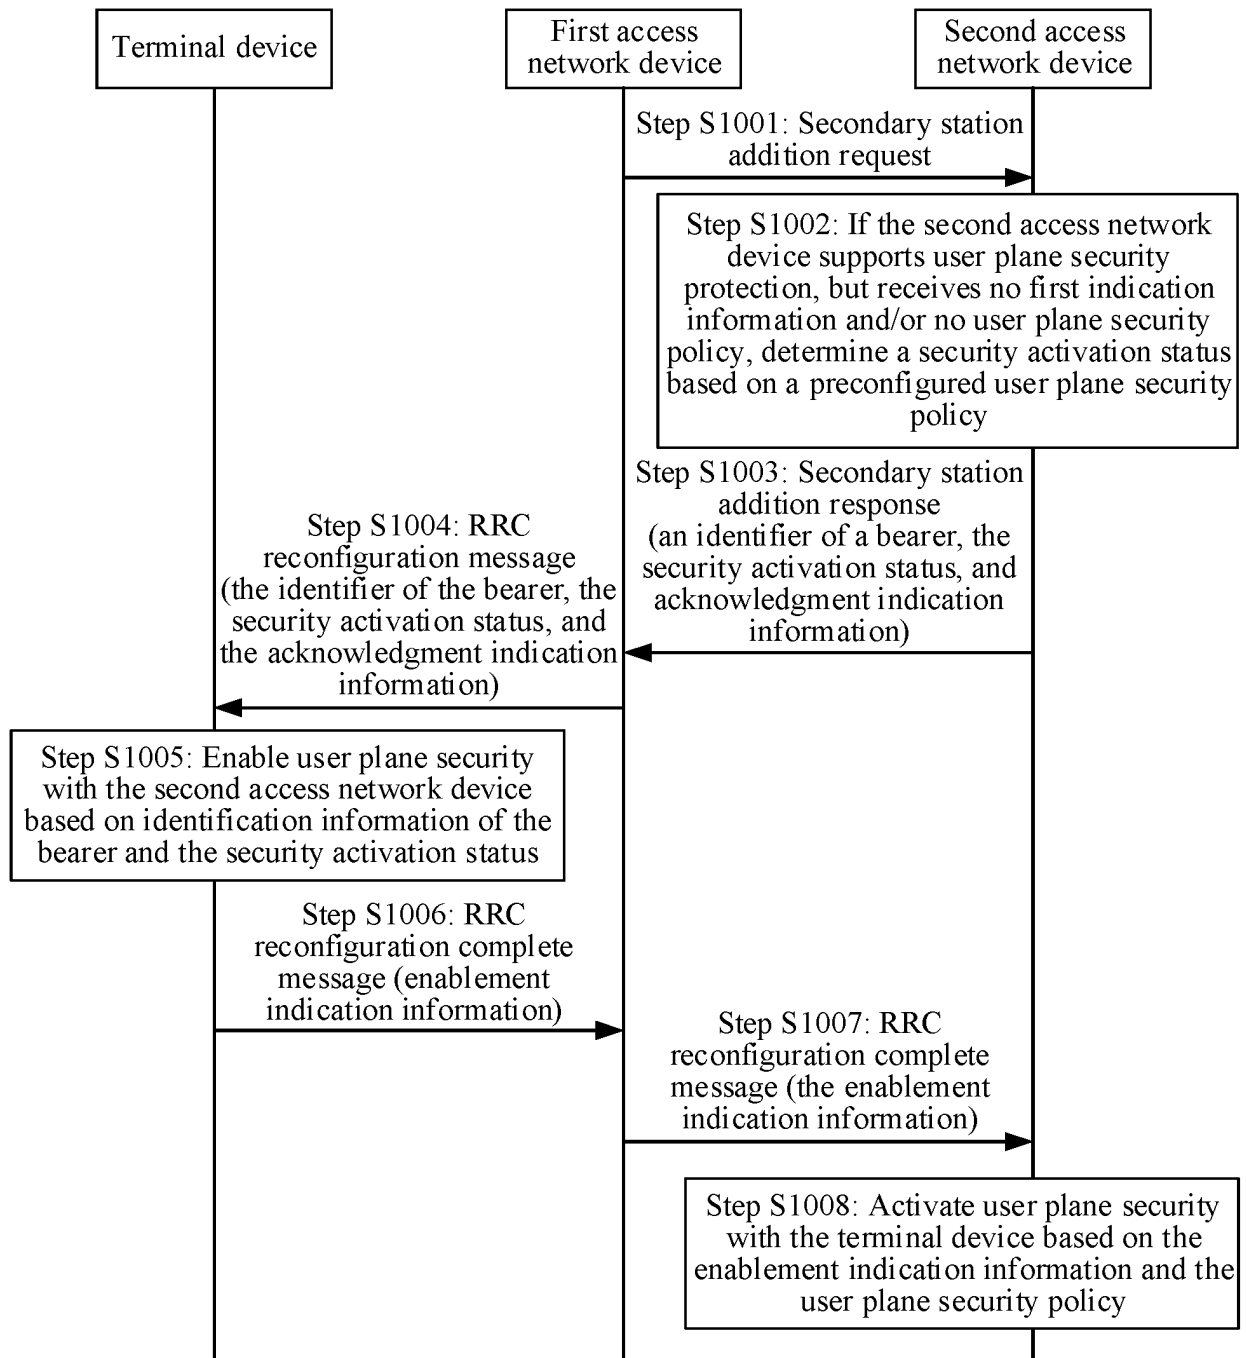 Terminal device
First access
network device
Second access
network device
Step S1001: Secondary station
addition request
Step S1002: If the second access network
device supports user plane security
protection, but receives no first indication
information and/or no user plane security
policy, determine a security activation status
based on a preconfigured user plane security
policy
Step S1003: Secondary station
addition response
(an identifier of a bearer, the
security activation status, and
acknowledgment indication
information)
Step S1004: RRC
reconfiguration message
(the identifier of the bearer, the
security activation status, and
the acknowledgment indication
information)
Step S1005: Enable user plane security
with the second access network device
based on identification information of the
bearer and the security activation status
Step S1006: RRC
reconfiguration complete
message (enablement
indication information)
Step S1007: RRC
reconfiguration complete
message (the enablement
indication information)
Step S1008: Activate user plane security
with the terminal device based on the
enablement indication information and the
user plane security policy